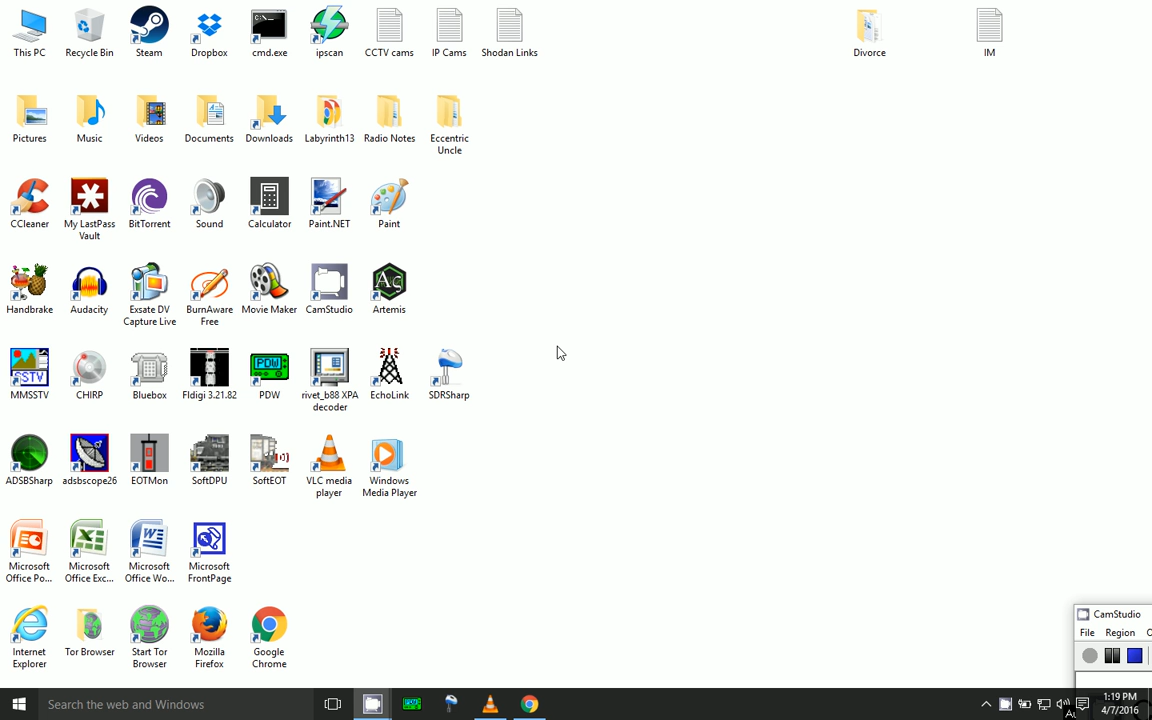 This PC
Recycle Bin
Steam
Dropbox
cmd.exe
ipscan
CCTV cams
IP Cams
Shodan Links
Divorce
IM
Pictures
Music
Videos
Documents
Downloads
Labyrinth13
Radio Notes
Eccentric
Uncle
CCleaner
My LastPass
Vault
BitTorrent
Sound
Calculator
Paint.NET
Paint
Handbrake
Audacity
Exsate DV
Capture Live
BurnAware
Free
Movie Maker
CamStudio
Artemis
MMSSTV
CHIRP
Bluebox
Fldigi 3.21.82
PDW
rivet_b88 XPA
decoder
EchoLink
SDRSharp
ADSBSharp
adsbscope26
EOTMon
SoftDPU
SoftEOT
VLC media
player
Windows
Media Player
Microsoft
Office Po...
Microsoft
Office Exc...
Microsoft
Office Wo...
Microsoft
FrontPage
Internet
Explorer
Tor Browser
Start Tor
Browser
Mozilla
Firefox
Google
Chrome
CamStudio
File Region O
Search the web and Windows
1:19 PM
4/7/2016